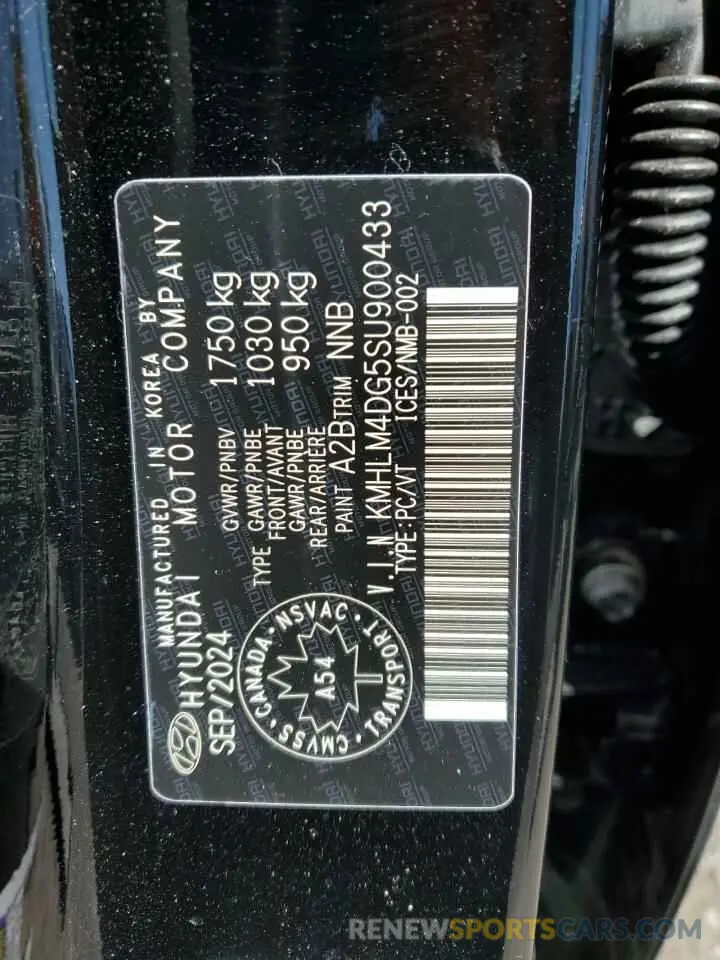 MANUFACTURED IN KOREA BY
HYUNDAI MOTOR COMPANY
SEP/2024 GVWR/PNBV 1750 kg
TYPE GAWR/PNBE FRONT/AVANT 1030 kg
GAWR/PNBE REAR/ARRIERE 950 kg
PAINT A2B TRIM NNB
V.I.N KMHLM4DG5SU900433
TYPE:PC/VT ICES/NMB-002
CMVSS·CANADA·NSVAC·TRANSPORT·
A54
RENEWSPORTSCARS.COM